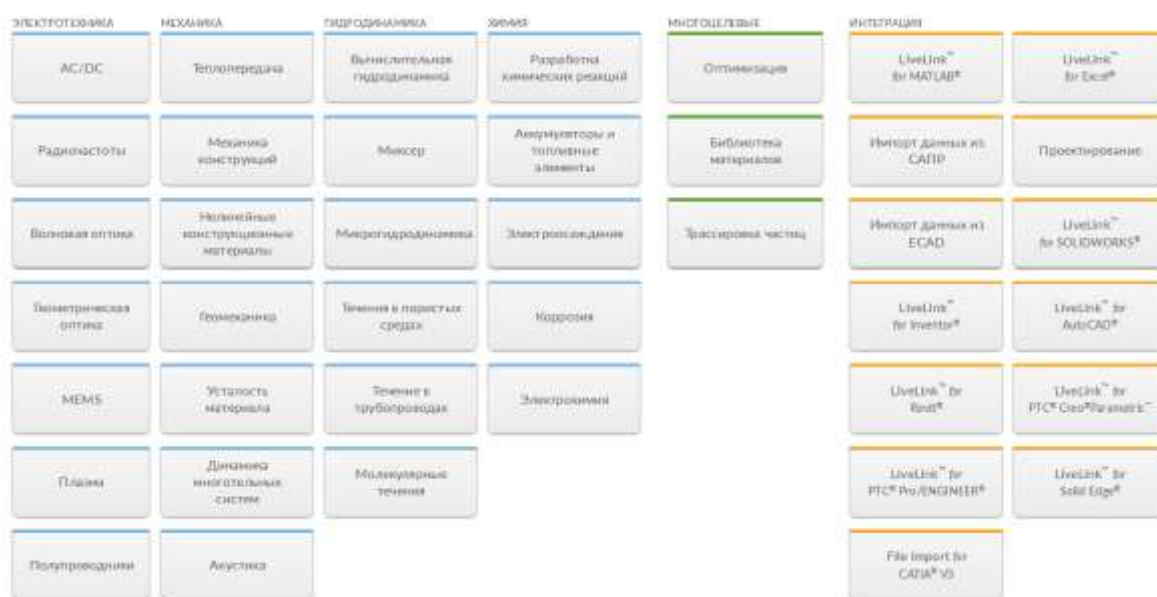 ЭЛЕКТРОТЕХНИКА
AC/DC
Радиочастоты
Волновая оптика
Геометрическая
оптика
MEMS
Плазма
Полупроводники
МЕХАНИКА
Теплопередача
Механика
конструкций
Нелинейные
конструкционные
материалы
Геомеханика
Усталость
материала
Динамика
многотельных
систем
Акустика
ГИДРОДИНАМИКА
Вычислительная
гидродинамика
Миксер
Микрогидродинамика
Течения в пористых
средах
Течение в
трубопроводах
Молекулярные
течения
ХИМИЯ
Разработка
химических реакций
Аккумуляторы и
топливные
элементы
Электроосаждение
Коррозия
Электрохимия
МНОГОЦЕЛЕВЫЕ
Оптимизация
Библиотека
материалов
Трассировка частиц
ИНТЕГРАЦИЯ
LiveLink™
for MATLAB®
LiveLink™
for Excel®
Импорт данных из
САПР
Проектирование
Импорт данных из
ECAD
LiveLink™
for SOLIDWORKS®
LiveLink™
for Inventor®
LiveLink™ for
AutoCAD®
LiveLink™ for
Revit®
LiveLink™ for
PTC® Creo®Parametric™
LiveLink™ for
PTC® Pro/ENGINEER®
LiveLink™ for
Solid Edge®
File Import for
CATIA® V5